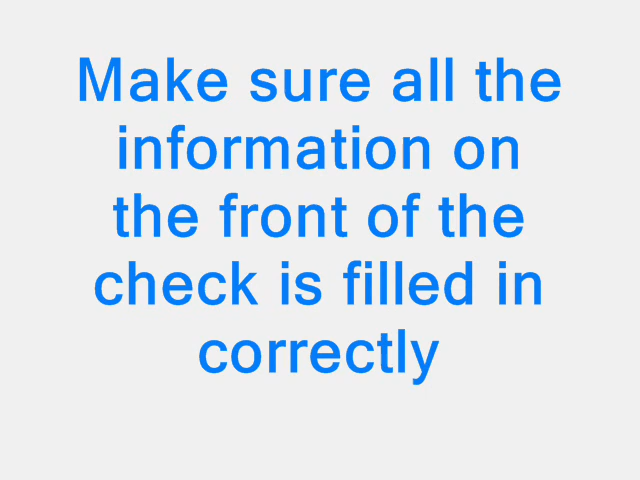 Make sure all the
information on
the front of the
check is filled in
correctly